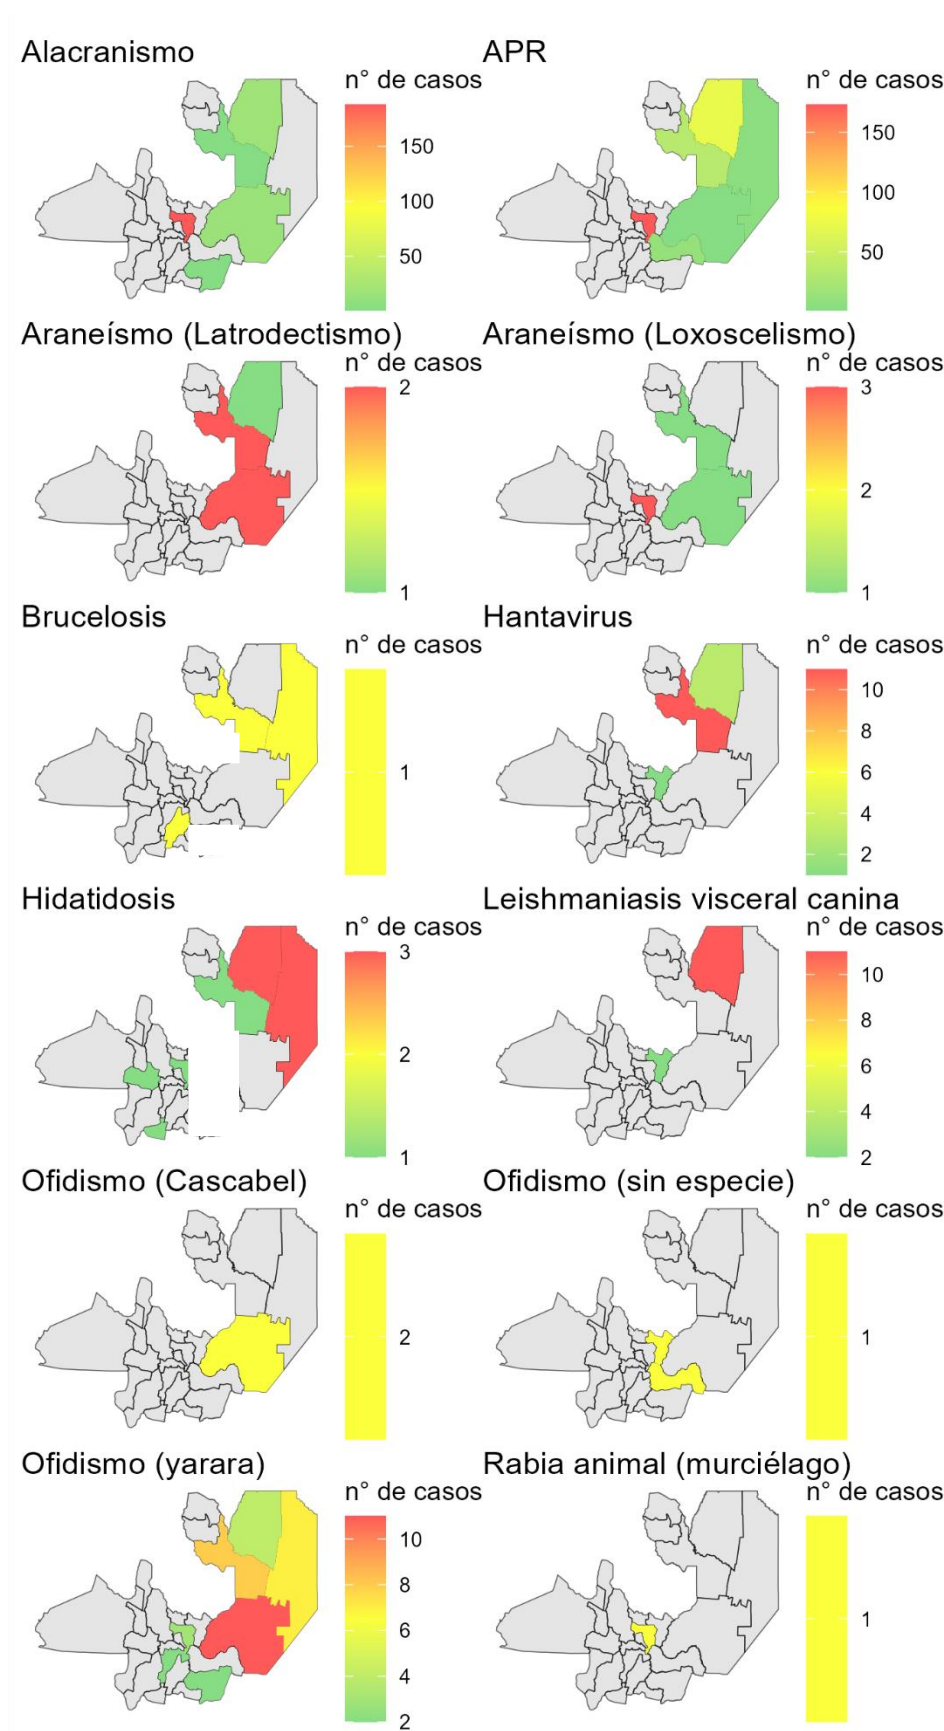 Alacranismo
n° de casos
150
100
50
APR
n° de casos
150
100
50
Araneísmo (Latrodectismo)
n° de casos
2
1
Araneísmo (Loxoscelismo)
n° de casos
3
2
1
Brucelosis
n° de casos
1
Hantavirus
n° de casos
10
8
6
4
2
Hidatidosis
n° de casos
3
2
1
Leishmaniasis visceral canina
n° de casos
10
8
6
4
2
Ofidismo (Cascabel)
n° de casos
2
Ofidismo (sin especie)
n° de casos
1
Ofidismo (yarara)
n° de casos
10
8
6
4
2
Rabia animal (murciélago)
n° de casos
1